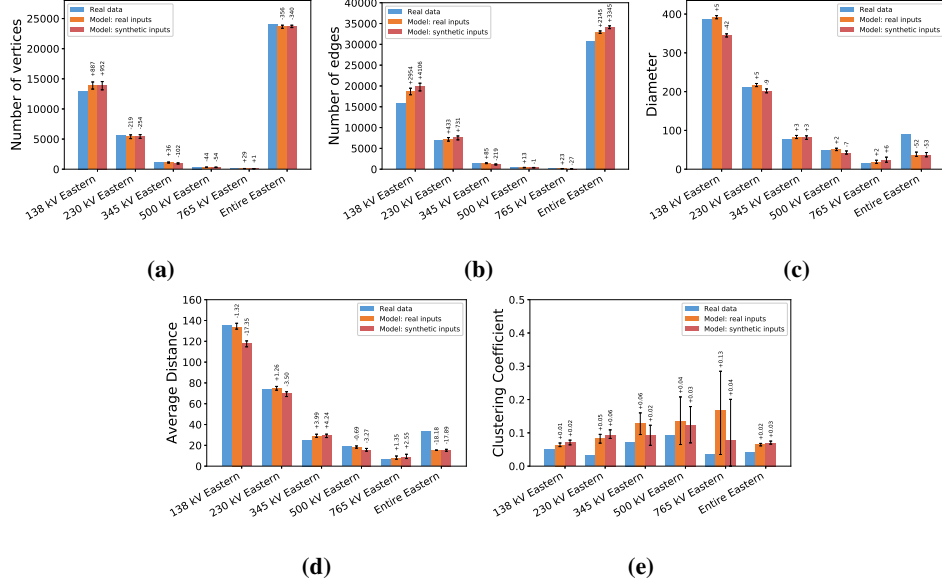 Number of vertices
25000
20000
15000
10000
5000
0
Real data
Model: real inputs
Model: synthetic inputs
+887
+952
-219
-254
+36
-102
-44
-54
+29
+1
-356
-340
138 kV Eastern
230 kV Eastern
345 kV Eastern
500 kV Eastern
765 kV Eastern
Entire Eastern
(a)
Number of edges
40000
35000
30000
25000
20000
15000
10000
5000
0
Real data
Model: real inputs
Model: synthetic inputs
+2954
+4106
+433
+731
+85
-219
+13
-1
+23
-27
+2145
+3345
138 kV Eastern
230 kV Eastern
345 kV Eastern
500 kV Eastern
765 kV Eastern
Entire Eastern
(b)
Diameter
400
300
200
100
0
Real data
Model: real inputs
Model: synthetic inputs
+5
-42
+5
-9
+3
+3
+2
-7
+2
+6
-52
-53
138 kV Eastern
230 kV Eastern
345 kV Eastern
500 kV Eastern
765 kV Eastern
Entire Eastern
(c)
Average Distance
160
140
120
100
80
60
40
20
0
Real data
Model: real inputs
Model: synthetic inputs
-1.32
-17.35
+1.26
-3.50
+3.99
+4.24
-0.69
-3.27
+1.35
+2.55
-18.18
-17.89
138 kV Eastern
230 kV Eastern
345 kV Eastern
500 kV Eastern
765 kV Eastern
Entire Eastern
(d)
Clustering Coefficient
0.5
0.4
0.3
0.2
0.1
0.0
Real data
Model: real inputs
Model: synthetic inputs
+0.01
+0.02
+0.05
+0.06
+0.06
+0.02
+0.04
+0.03
+0.13
+0.04
+0.02
+0.03
138 kV Eastern
230 kV Eastern
345 kV Eastern
500 kV Eastern
765 kV Eastern
Entire Eastern
(e)